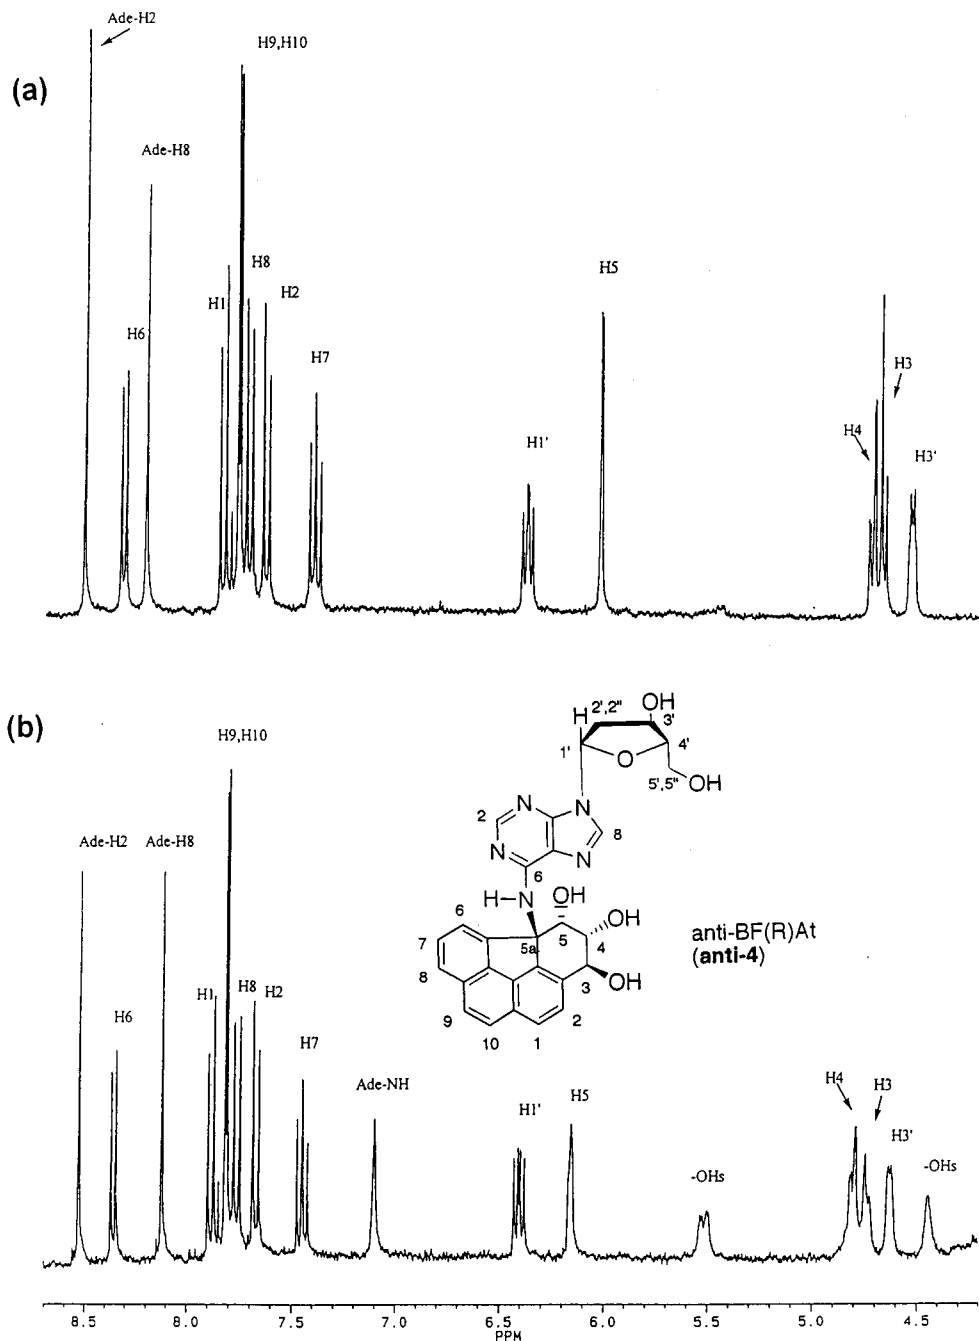 Ade-H2
H9,H10
(a)
Ade-H8
H8
H5
H1
H2
H6
H7
H3
H4
H1'
H3'
(b)
H9,H10
H 2',2" OH
3'
1' O 4'
5',5" OH
Ade-H2 Ade-H8
N N
2 8
N N
6
H-N OH
6 OH
7 5 4
5a
8 3 OH
9 2
10 1
anti-BF(R)At
(anti-4)
H1 H8 H2
H6
H7
Ade-NH
H1' H5
H4 H3
H3'
-OHs -OHs
8.5 8.0 7.5 7.0 6.5 6.0 5.5 5.0 4.5
PPM